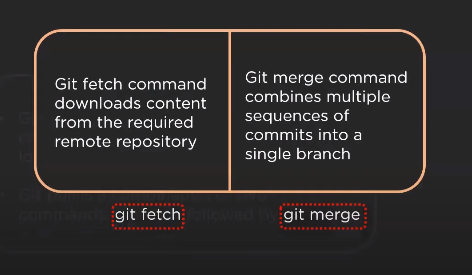 Git fetch command
downloads content
from the required
remote repository
Git merge command
combines multiple
sequences of
commits into a
single branch
git fetch
git merge